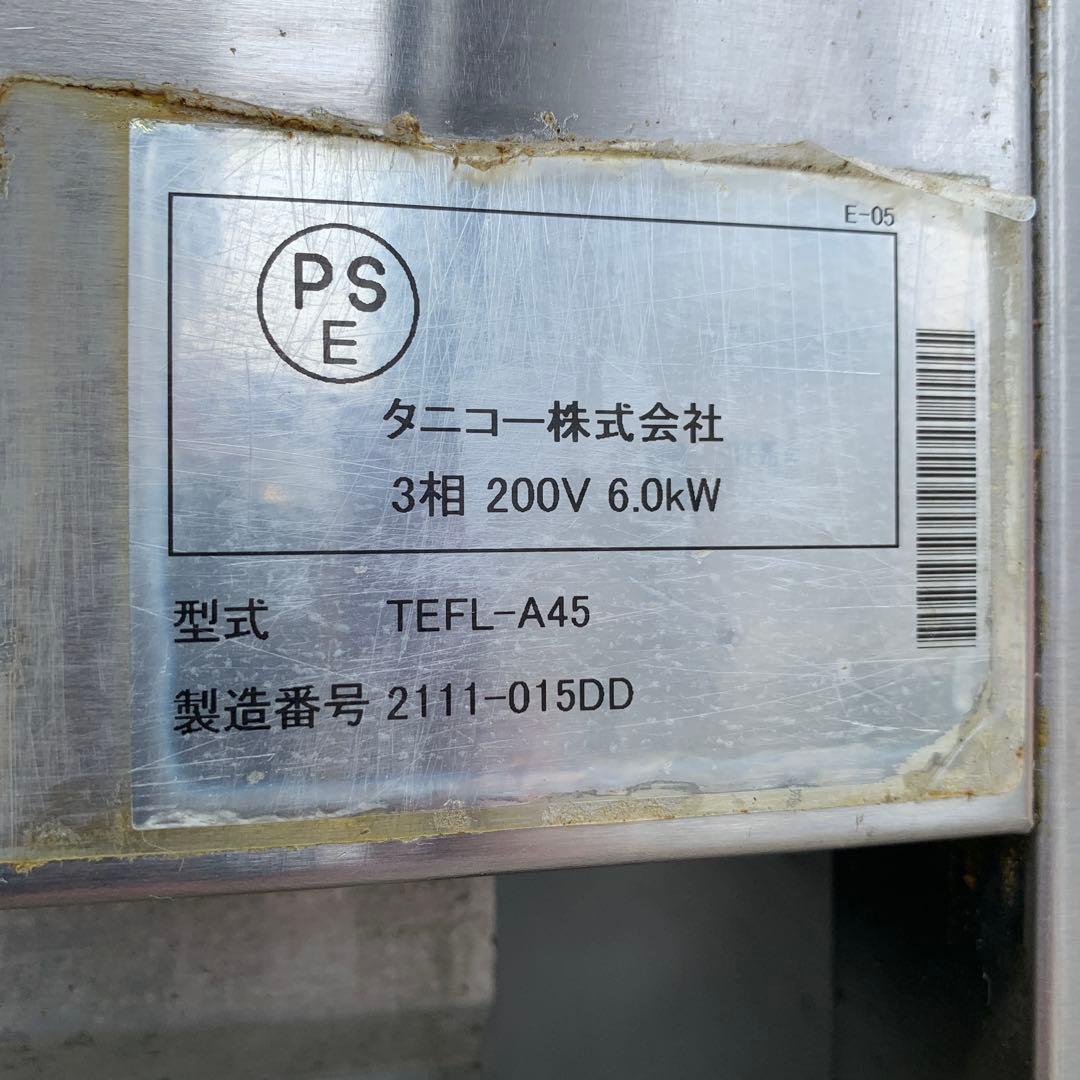 E-05
PS
E
タニコー株式会社
3相 200V 6.0kW
型式 TEFL-A45
製造番号 2111-015DD